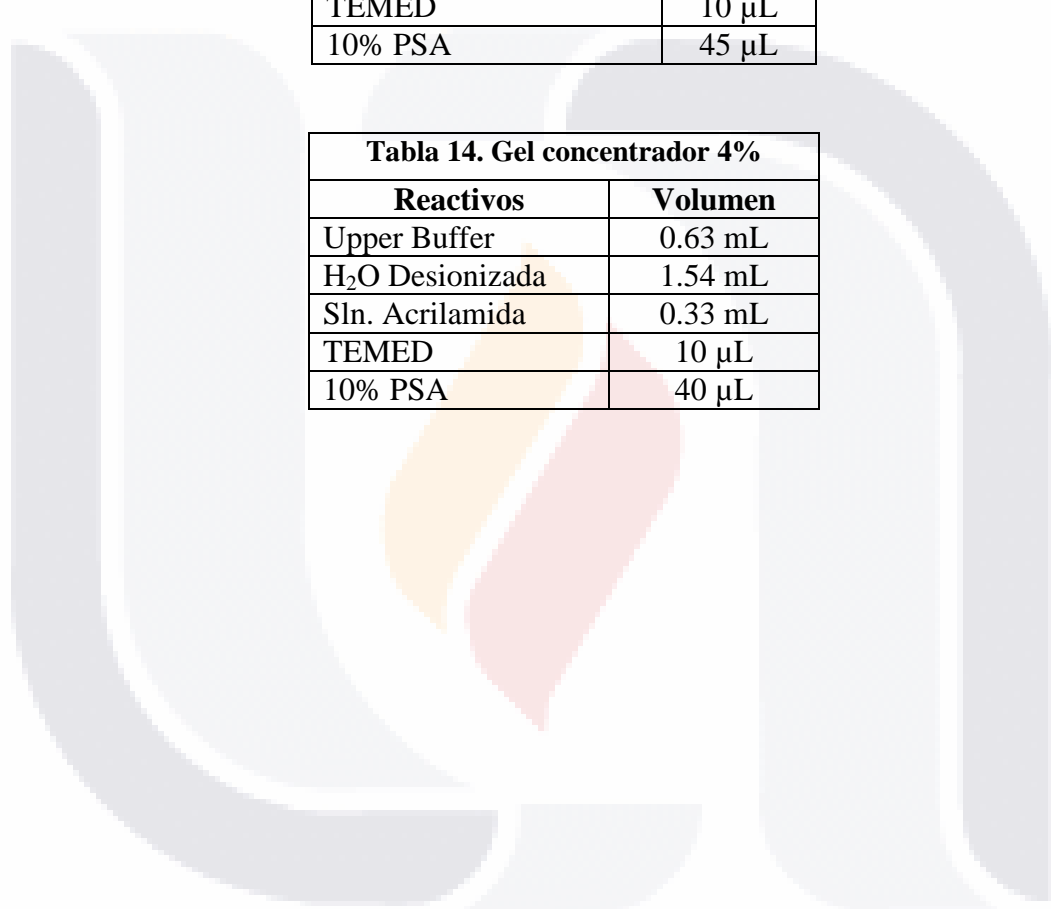 TEMED 10 µL
10% PSA 45 µL
Tabla 14. Gel concentrador 4%
Reactivos Volumen
Upper Buffer 0.63 mL
H₂O Desionizada 1.54 mL
Sln. Acrilamida 0.33 mL
TEMED 10 µL
10% PSA 40 µL